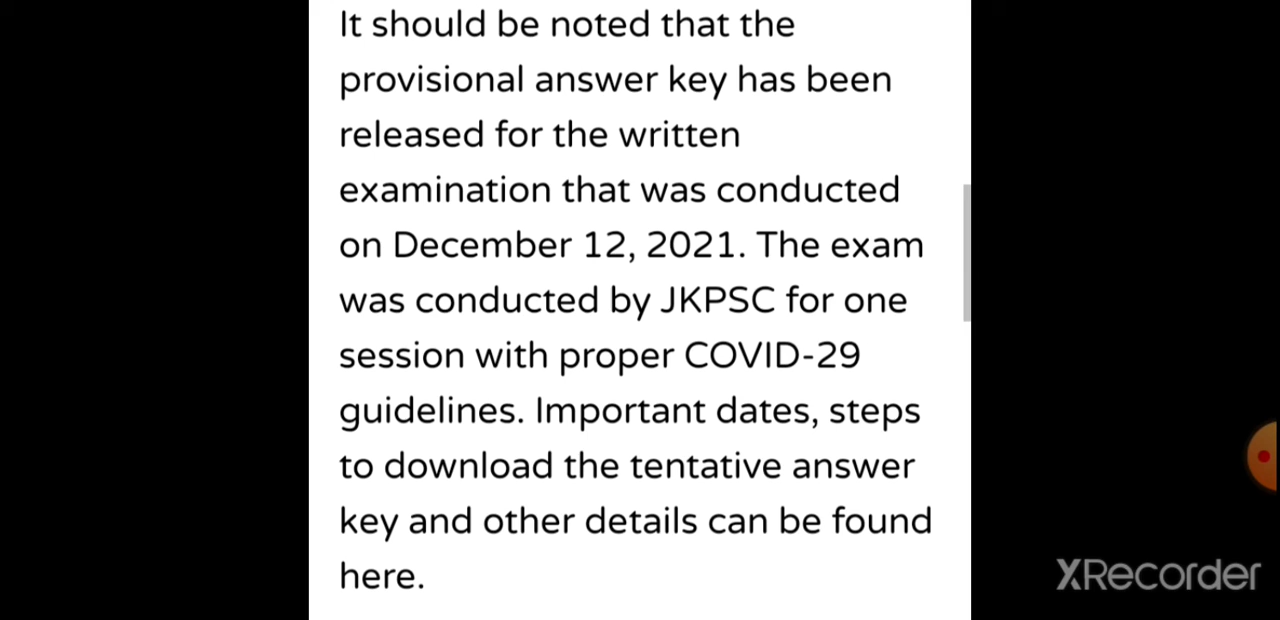 It should be noted that the
provisional answer key has been
released for the written
examination that was conducted
on December 12, 2021. The exam
was conducted by JKPSC for one
session with proper COVID-29
guidelines. Important dates, steps
to download the tentative answer
key and other details can be found
here.
XRecorder